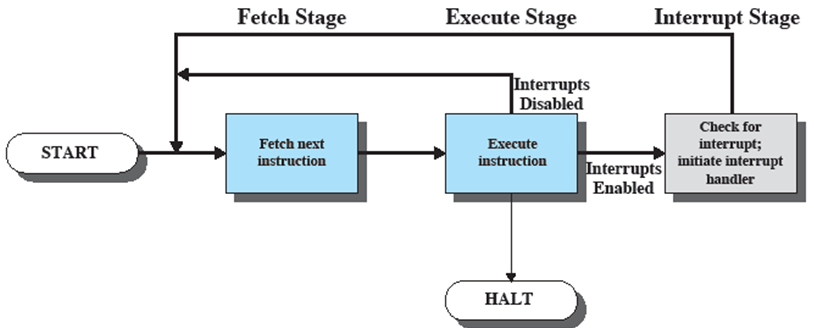 Fetch Stage
Execute Stage
Interrupt Stage
Interrupts
Disabled
START
Fetch next
instruction
Execute
instruction
Interrupts
Enabled
Check for
interrupt;
initiate interrupt
handler
HALT